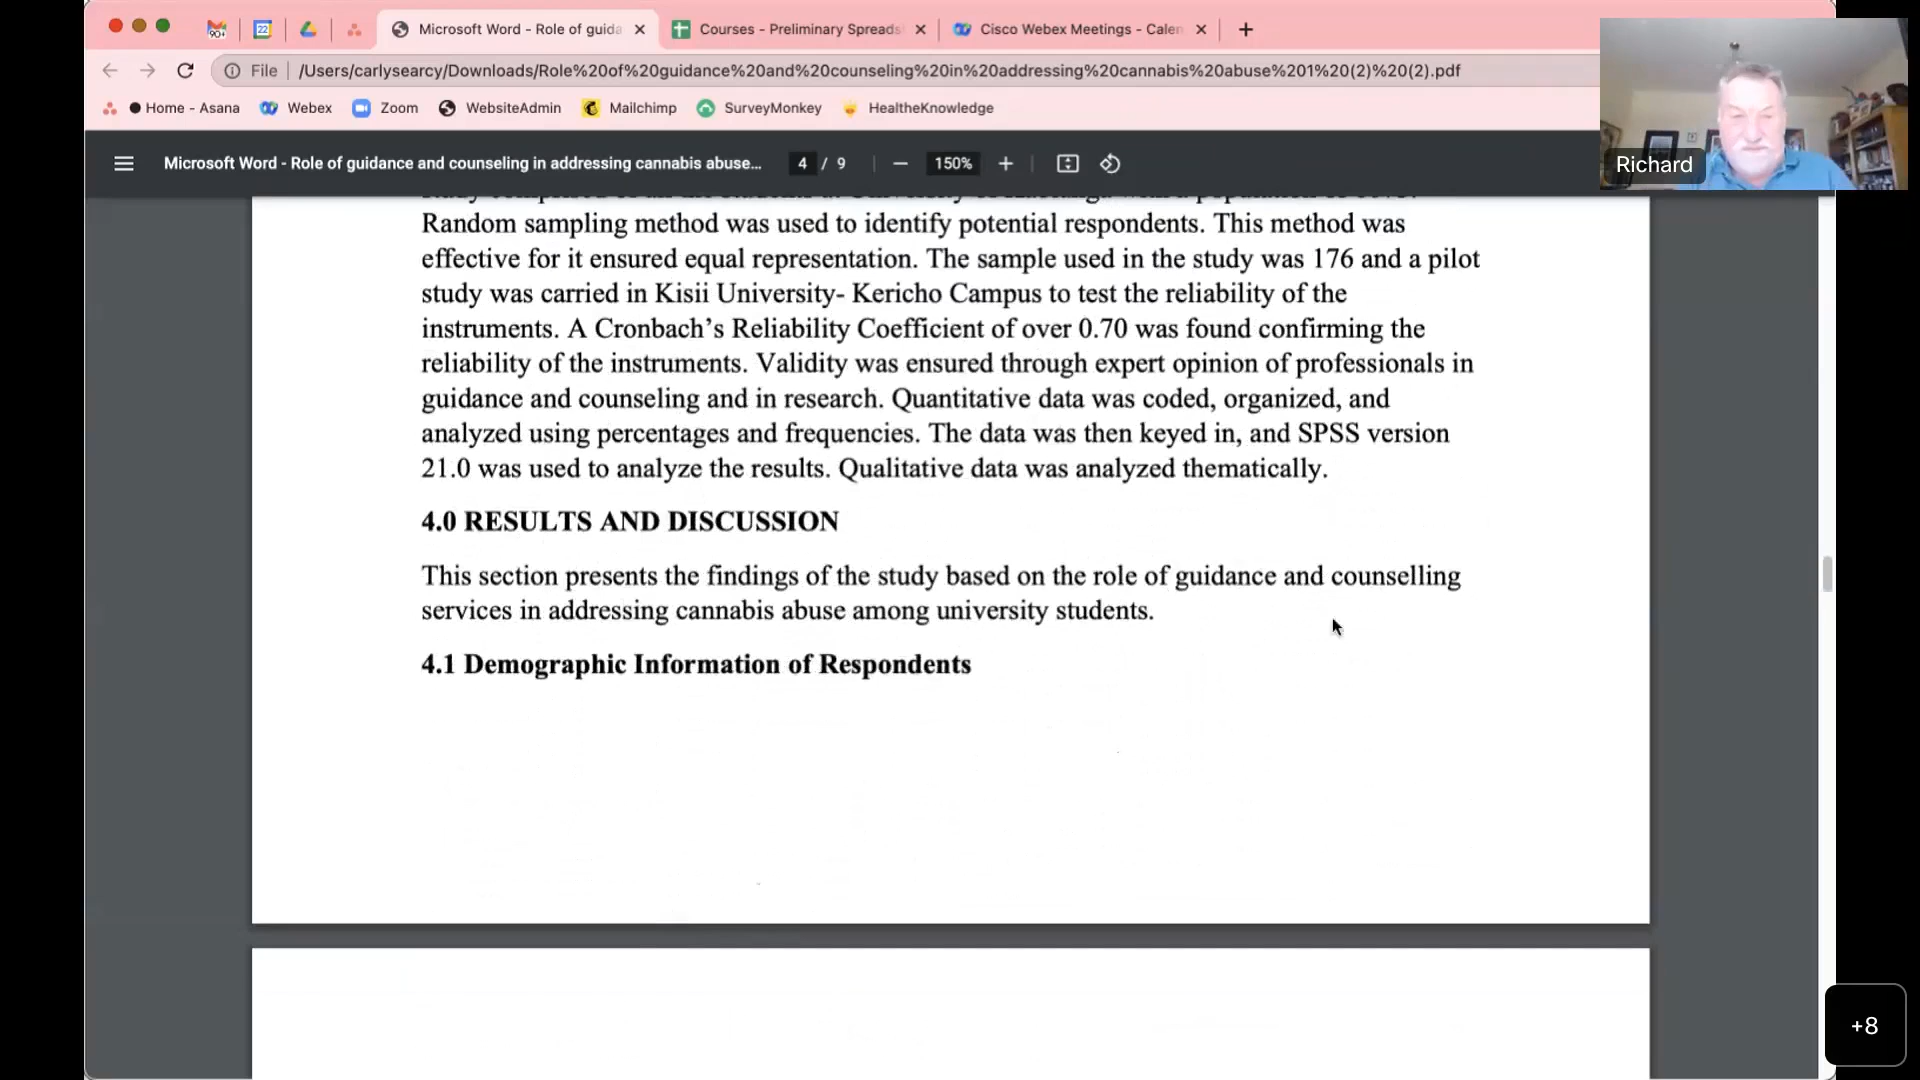 90+
22
Microsoft Word - Role of guida
Courses - Preliminary Spreads
Cisco Webex Meetings - Calen
File
/Users/carlysearcy/Downloads/Role%20of%20guidance%20and%20counseling%20in%20addressing%20cannabis%20abuse%201%20(2)%20(2).pdf
Home - Asana
Webex
Zoom
WebsiteAdmin
Mailchimp
SurveyMonkey
HealtheKnowledge
Microsoft Word - Role of guidance and counseling in addressing cannabis abuse...
4 / 9
150%
Richard
Random sampling method was used to identify potential respondents. This method was
effective for it ensured equal representation. The sample used in the study was 176 and a pilot
study was carried in Kisii University- Kericho Campus to test the reliability of the
instruments. A Cronbach’s Reliability Coefficient of over 0.70 was found confirming the
reliability of the instruments. Validity was ensured through expert opinion of professionals in
guidance and counseling and in research. Quantitative data was coded, organized, and
analyzed using percentages and frequencies. The data was then keyed in, and SPSS version
21.0 was used to analyze the results. Qualitative data was analyzed thematically.
4.0 RESULTS AND DISCUSSION
This section presents the findings of the study based on the role of guidance and counselling
services in addressing cannabis abuse among university students.
4.1 Demographic Information of Respondents
+8